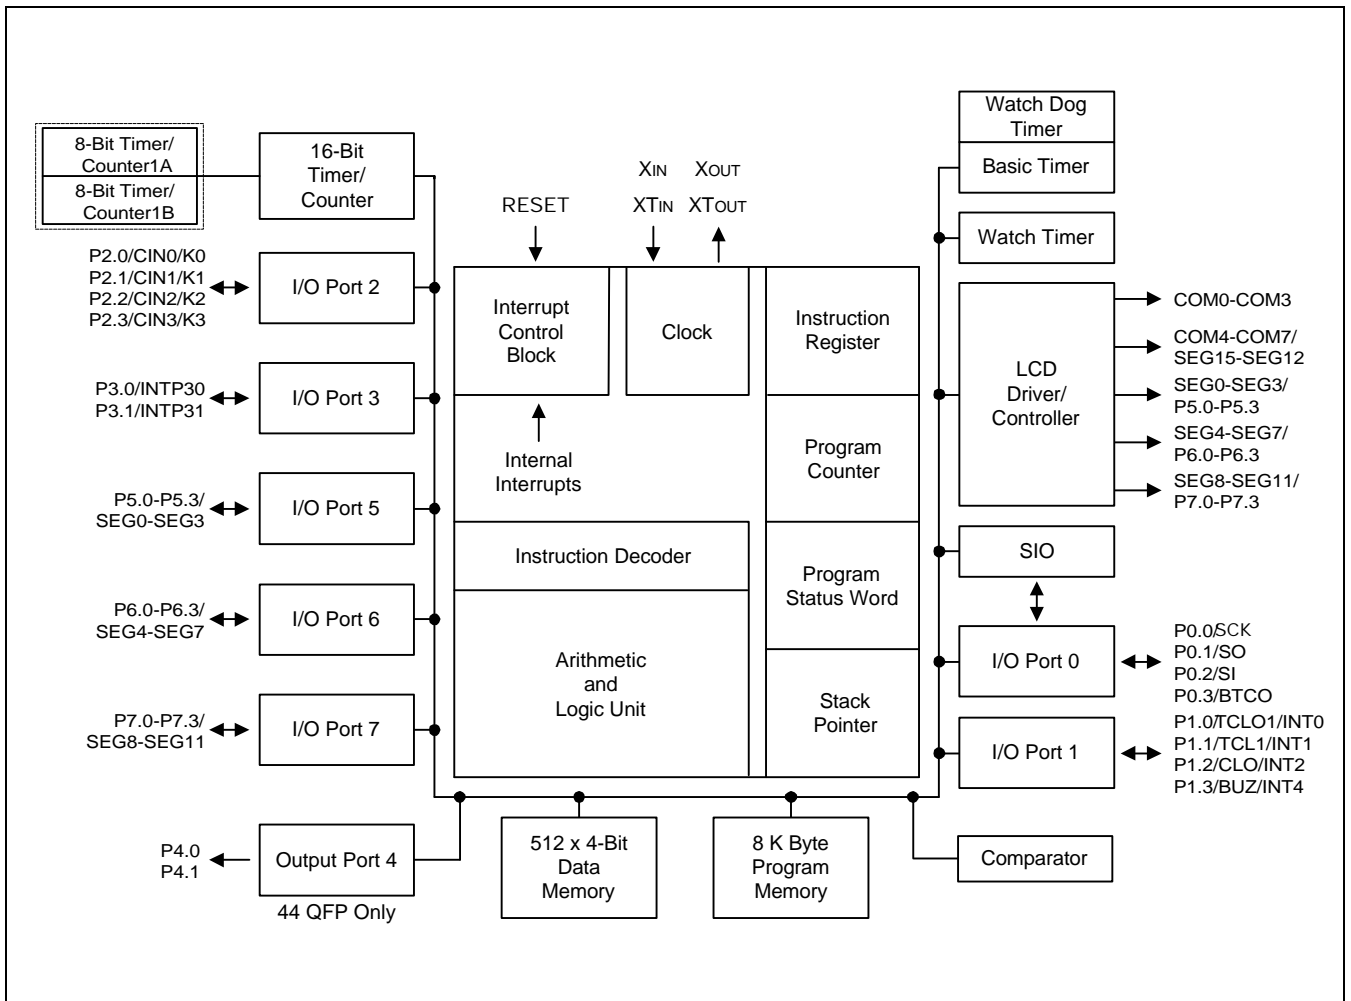 8-Bit Timer/
Counter1A
8-Bit Timer/
Counter1B
16-Bit
Timer/
Counter
P2.0/CIN0/K0
P2.1/CIN1/K1
P2.2/CIN2/K2
P2.3/CIN3/K3
I/O Port 2
P3.0/INTP30
P3.1/INTP31
I/O Port 3
P5.0-P5.3/
SEG0-SEG3
I/O Port 5
P6.0-P6.3/
SEG4-SEG7
I/O Port 6
P7.0-P7.3/
SEG8-SEG11
I/O Port 7
P4.0
P4.1
Output Port 4
44 QFP Only
RESET
XIN XOUT
XTIN XTOUT
Interrupt
Control
Block
Clock
Instruction
Register
Internal
Interrupts
Program
Counter
Instruction Decoder
Program
Status Word
Arithmetic
and
Logic Unit
Stack
Pointer
512 x 4-Bit
Data
Memory
8 K Byte
Program
Memory
Watch Dog
Timer
Basic Timer
Watch Timer
LCD
Driver/
Controller
COM0-COM3
COM4-COM7/
SEG15-SEG12
SEG0-SEG3/
P5.0-P5.3
SEG4-SEG7/
P6.0-P6.3
SEG8-SEG11/
P7.0-P7.3
SIO
I/O Port 0
P0.0/SCK
P0.1/SO
P0.2/SI
P0.3/BTCO
I/O Port 1
P1.0/TCLO1/INT0
P1.1/TCL1/INT1
P1.2/CLO/INT2
P1.3/BUZ/INT4
Comparator